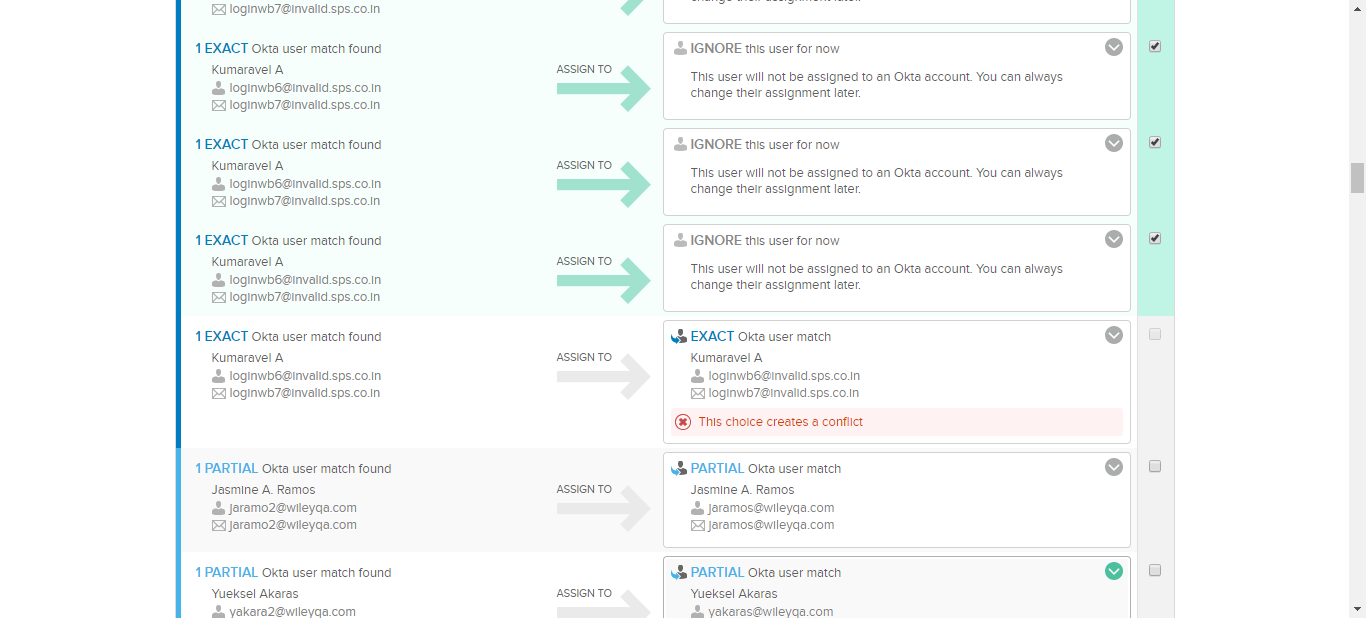 loginwb7@invalid.sps.co.in
change their assignment later.
1 EXACT Okta user match found
Kumaravel A
loginwb6@invalid.sps.co.in
loginwb7@invalid.sps.co.in
ASSIGN TO
IGNORE this user for now
This user will not be assigned to an Okta account. You can always
change their assignment later.
1 EXACT Okta user match found
Kumaravel A
loginwb6@invalid.sps.co.in
loginwb7@invalid.sps.co.in
ASSIGN TO
IGNORE this user for now
This user will not be assigned to an Okta account. You can always
change their assignment later.
1 EXACT Okta user match found
Kumaravel A
loginwb6@invalid.sps.co.in
loginwb7@invalid.sps.co.in
ASSIGN TO
IGNORE this user for now
This user will not be assigned to an Okta account. You can always
change their assignment later.
1 EXACT Okta user match found
Kumaravel A
loginwb6@invalid.sps.co.in
loginwb7@invalid.sps.co.in
ASSIGN TO
EXACT Okta user match
Kumaravel A
loginwb6@invalid.sps.co.in
loginwb7@invalid.sps.co.in
This choice creates a conflict
1 PARTIAL Okta user match found
Jasmine A. Ramos
jaramo2@wileyqa.com
jaramo2@wileyqa.com
ASSIGN TO
PARTIAL Okta user match
Jasmine A. Ramos
jaramos@wileyqa.com
jaramos@wileyqa.com
1 PARTIAL Okta user match found
Yueksel Akaras
yakara2@wileyqa.com
ASSIGN TO
PARTIAL Okta user match
Yueksel Akaras
yakaras@wileyqa.com